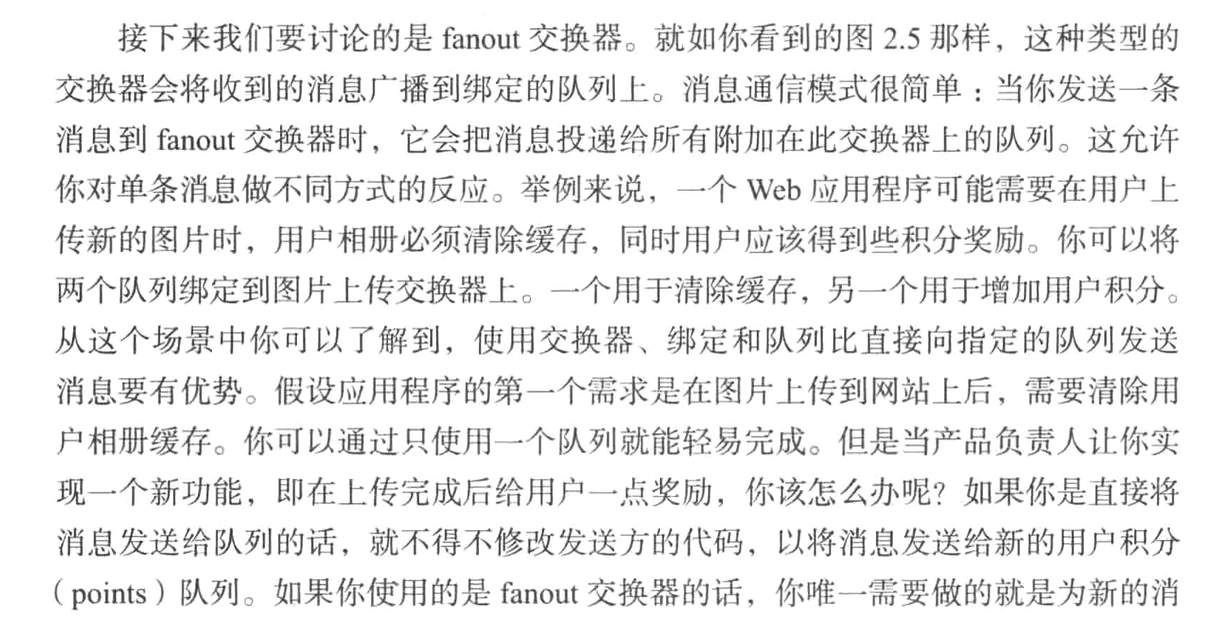 接下来我们要讨论的是 fanout 交换器。就如你看到的图 2.5 那样，这种类型的
交换器会将收到的消息广播到绑定的队列上。消息通信模式很简单：当你发送一条
消息到 fanout 交换器时，它会把消息投递给所有附加在此交换器上的队列。这允许
你对单条消息做不同方式的反应。举例来说，一个 Web 应用程序可能需要在用户上
传新的图片时，用户相册必须清除缓存，同时用户应该得到些积分奖励。你可以将
两个队列绑定到图片上传交换器上。一个用于清除缓存，另一个用于增加用户积分。
从这个场景中你可以了解到，使用交换器、绑定和队列比直接向指定的队列发送
消息要有优势。假设应用程序的第一个需求是在图片上传到网站上后，需要清除用
户相册缓存。你可以通过只使用一个队列就能轻易完成。但是当产品负责人让你实
现一个新功能，即在上传完成后给用户一点奖励，你该怎么办呢？如果你是直接将
消息发送给队列的话，就不得不修改发送方的代码，以将消息发送给新的用户积分
（points）队列。如果你使用的是 fanout 交换器的话，你唯一需要做的就是为新的消